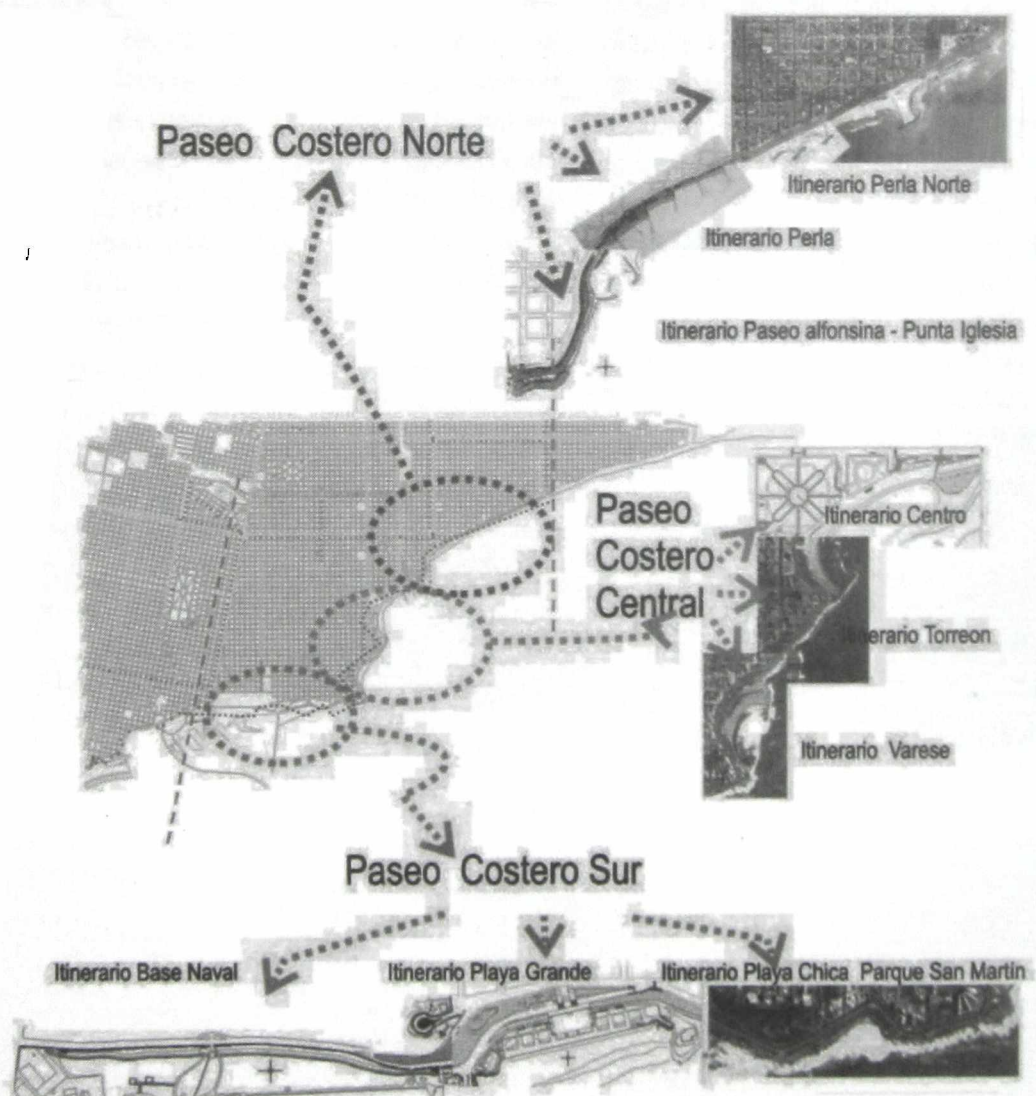 Paseo Costero Norte
Itinerario Perla Norte
Itinerario Perla
Itinerario Paseo alfonsina - Punta Iglesia
Paseo
Costero
Central
Itinerario Centro
Itinerario Torreon
Itinerario Varese
Paseo Costero Sur
Itinerario Base Naval
Itinerario Playa Grande
Itinerario Playa Chica Parque San Martin